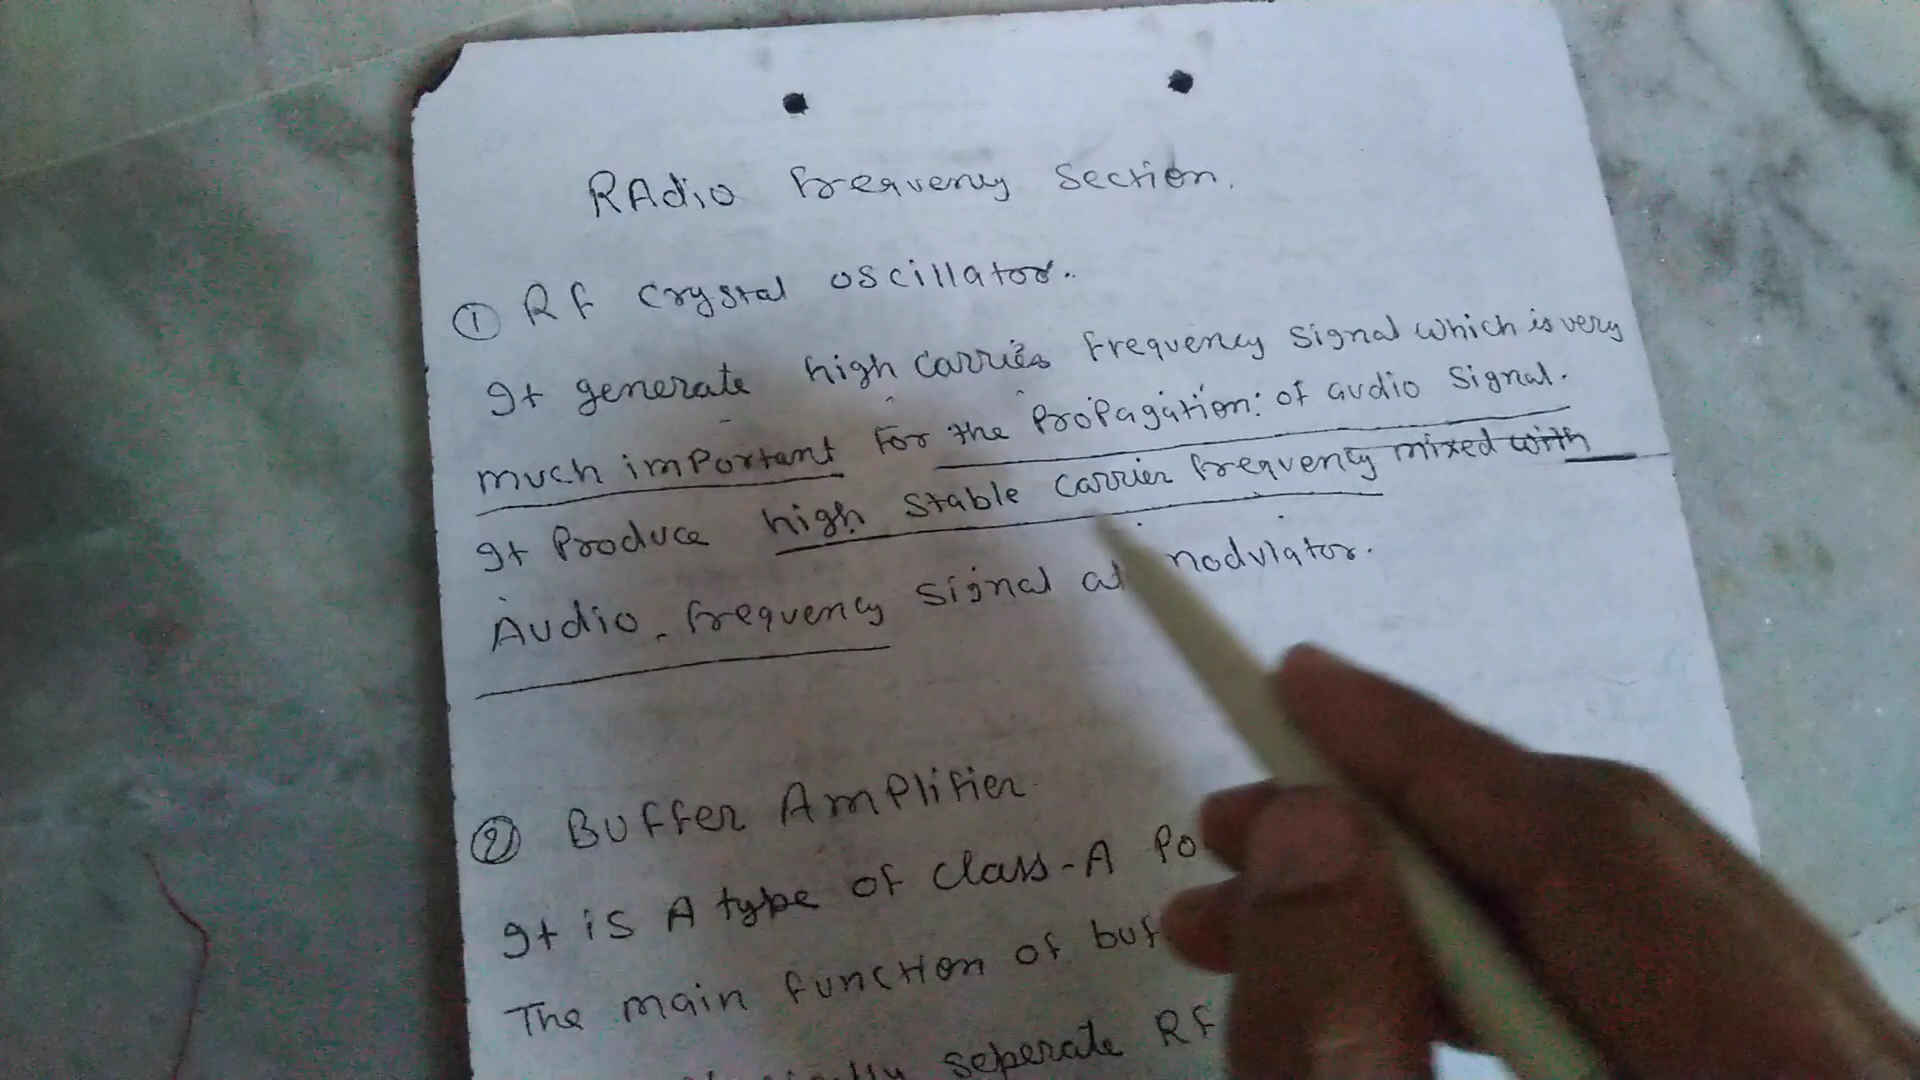 RAdio frequency section.
① RF crystal oscillator..
It generate high carrier frequency signal which is very
much important for the propagation: of audio signal.
It Produce high stable carrier frequency mixed with
Audio - frequency signal at modulator.
② Buffer Amplifier.
It is A type of class-A
The main function of
seperate RF